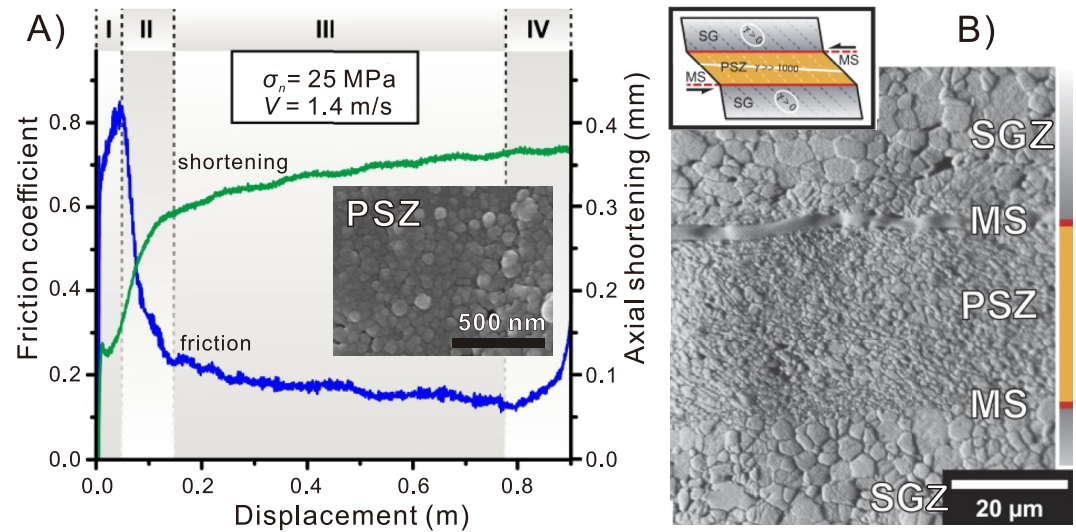 A)
I
II
III
IV
σn = 25 MPa
V = 1.4 m/s
Friction coefficient
0.8
0.6
0.4
0.2
0.0
shortening
friction
PSZ
500 nm
0.4
0.3
0.2
0.1
0.0
Axial shortening (mm)
0.0
0.2
0.4
0.6
0.8
Displacement (m)
B)
SG
γ>0
MS
PSZ γ >> 1000
MS
SG
γ>0
SGZ
MS
PSZ
MS
SGZ
20 µm